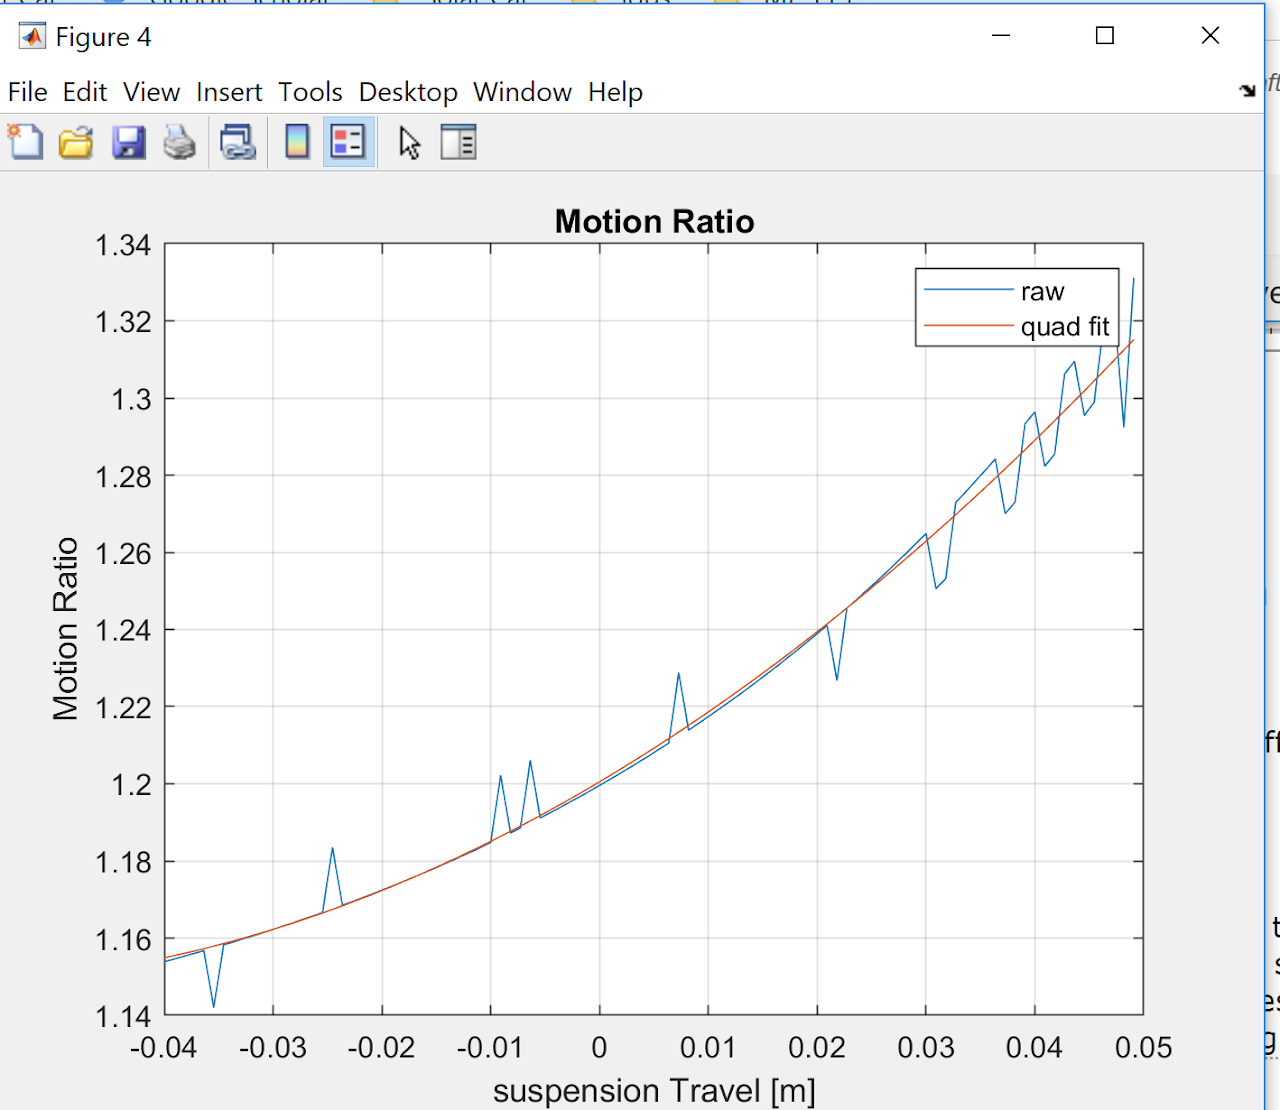 Figure 4
File Edit View Insert Tools Desktop Window Help
Motion Ratio
1.34
1.32
1.3
1.28
1.26
1.24
1.22
1.2
1.18
1.16
1.14
Motion Ratio
raw
quad fit
-0.04 -0.03 -0.02 -0.01 0 0.01 0.02 0.03 0.04 0.05
suspension Travel [m]